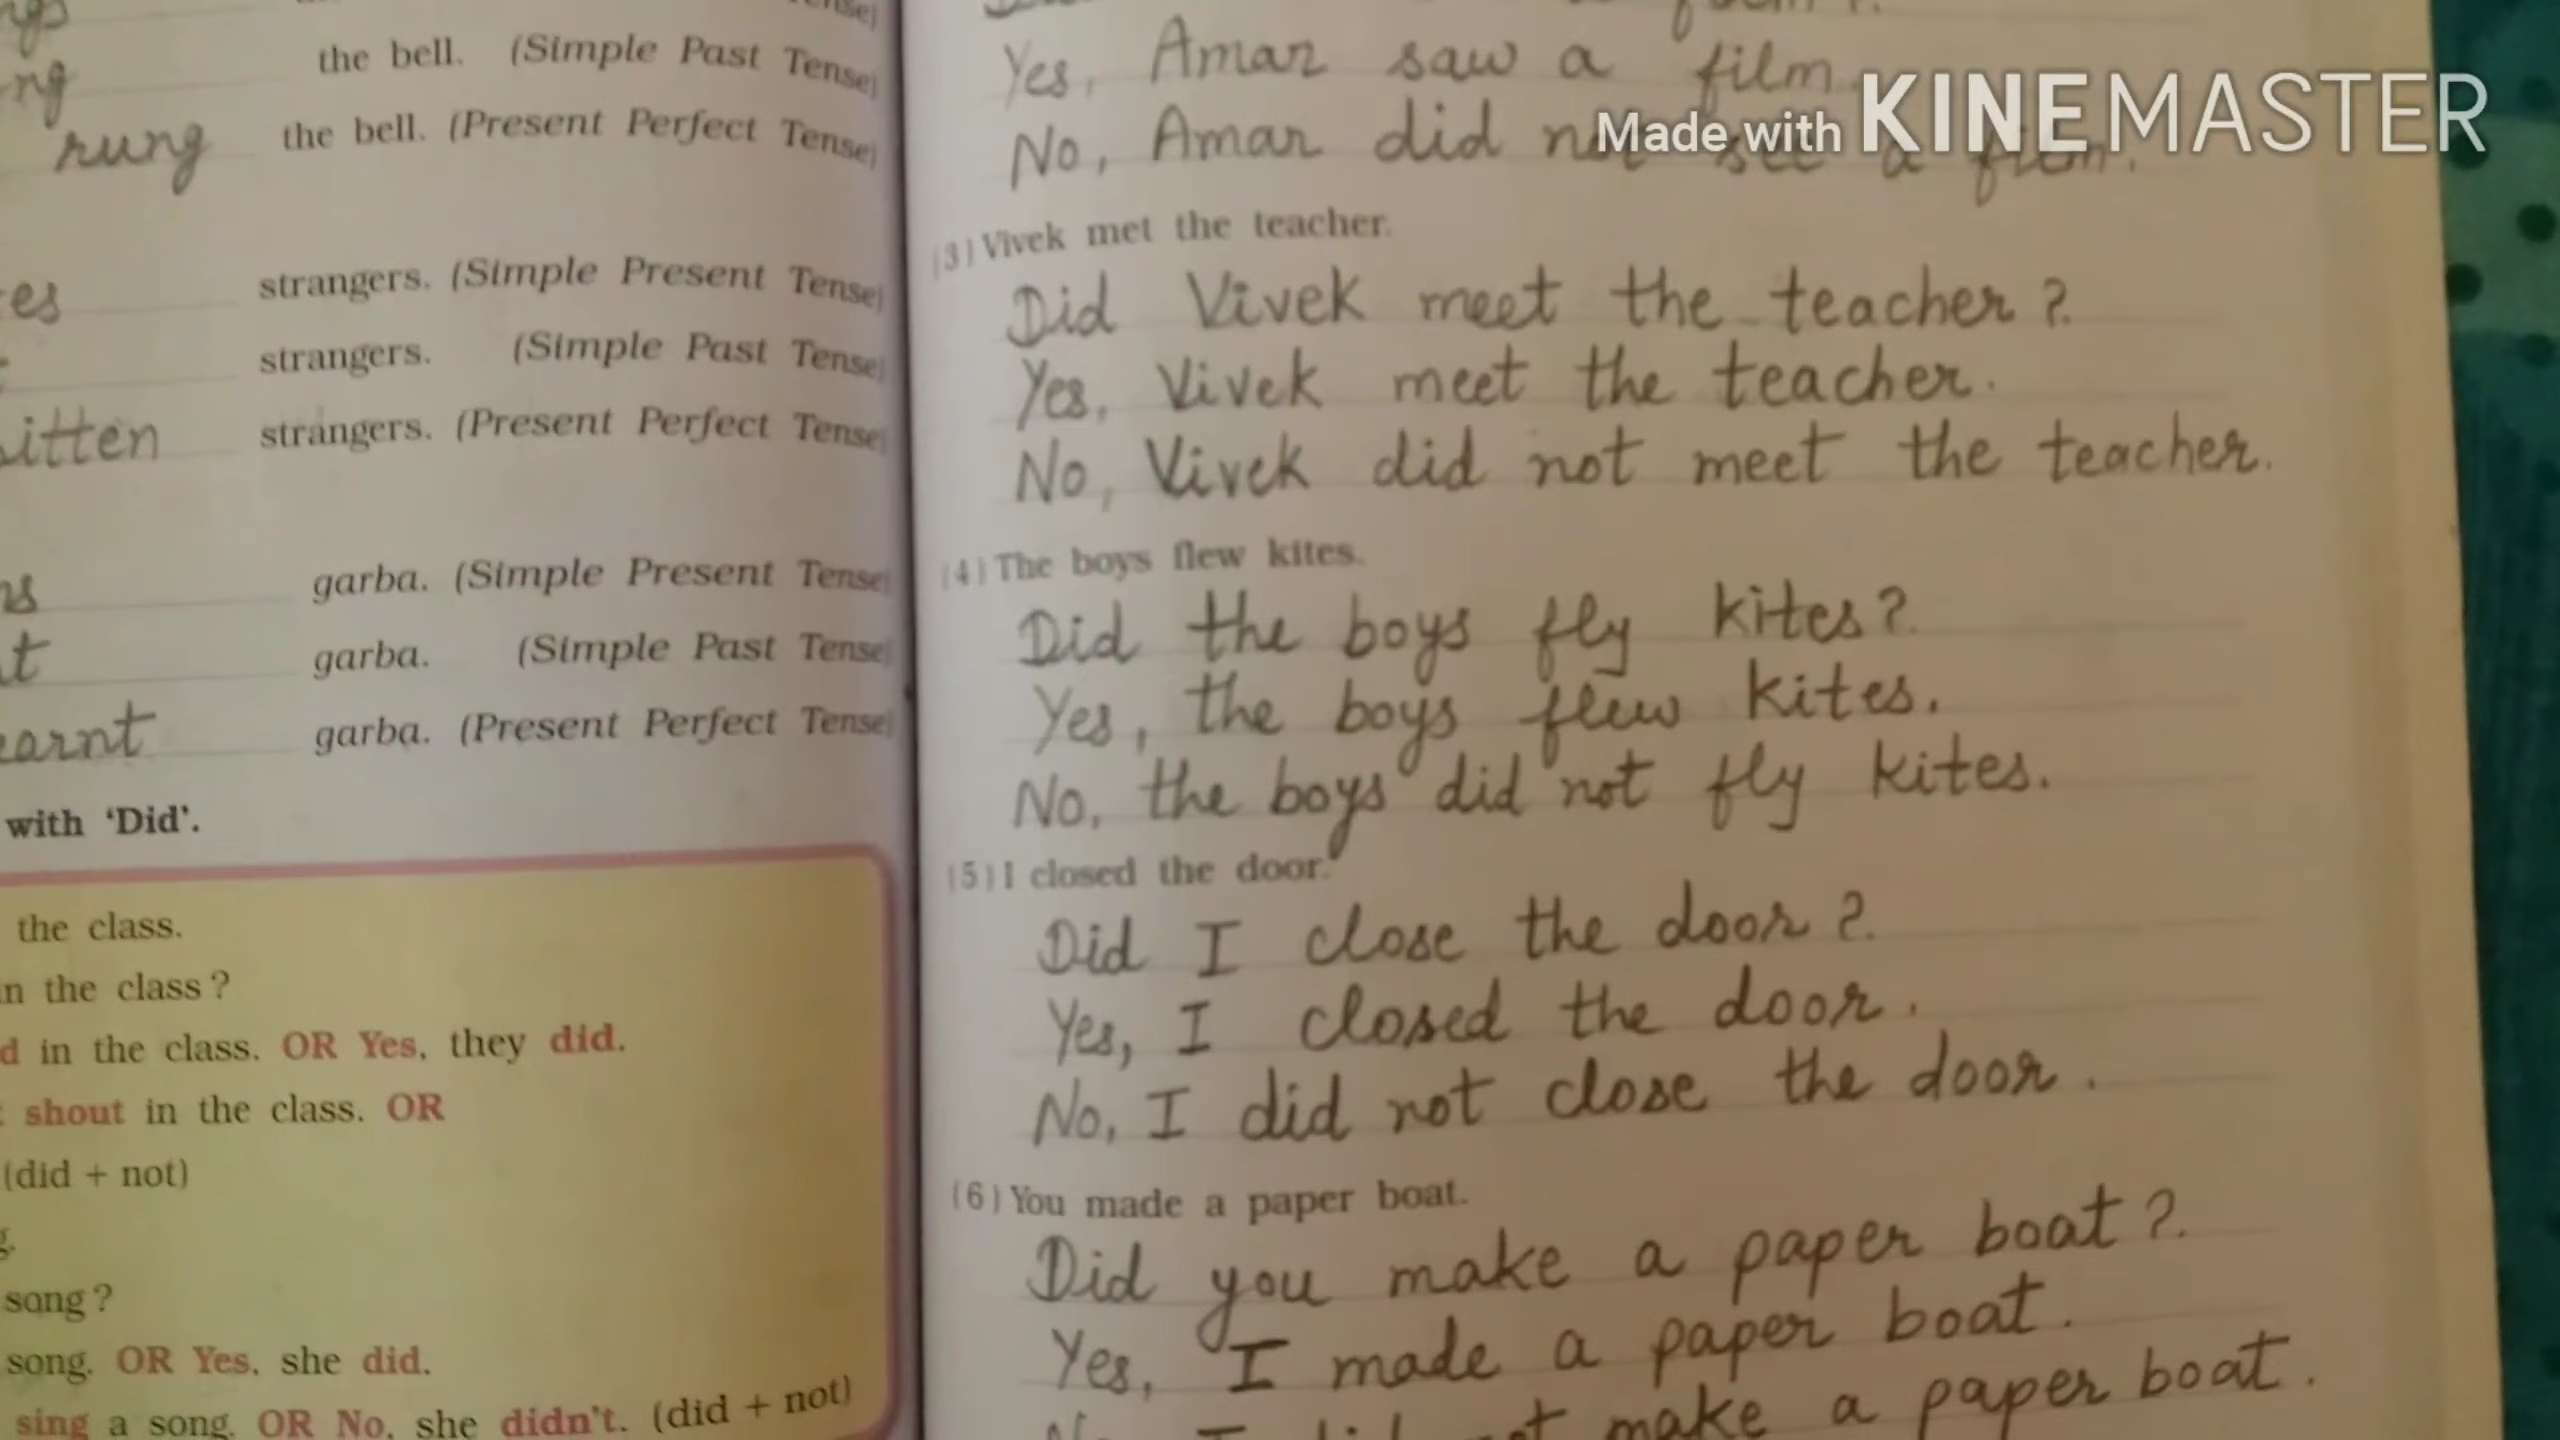 the bell. (Simple Past Tense)
rung the bell. (Present Perfect Tense)
strangers. (Simple Present Tense)
strangers. (Simple Past Tense)
strangers. (Present Perfect Tense)
garba. (Simple Present Tense)
garba. (Simple Past Tense)
garba. (Present Perfect Tense)
with ‘Did’.
the class.
the class?
in the class. OR Yes, they did.
shout in the class. OR
(did + not)
song?
song. OR Yes, she did.
sing a song. OR No, she didn't. (did + not)
Yes, Amar saw a film.
No, Amar did not see a film.
Made with KINEMASTER
(3) Vivek met the teacher.
Did Vivek meet the teacher?
Yes, Vivek meet the teacher.
No, Vivek did not meet the teacher.
(4) The boys flew kites.
Did the boys fly kites?
Yes, the boys flew kites.
No, the boys did not fly kites.
(5) I closed the door.
Did I close the door?
Yes, I closed the door.
No, I did not close the door.
(6) You made a paper boat.
Did you make a paper boat?
Yes, I made a paper boat.
make a paper boat.